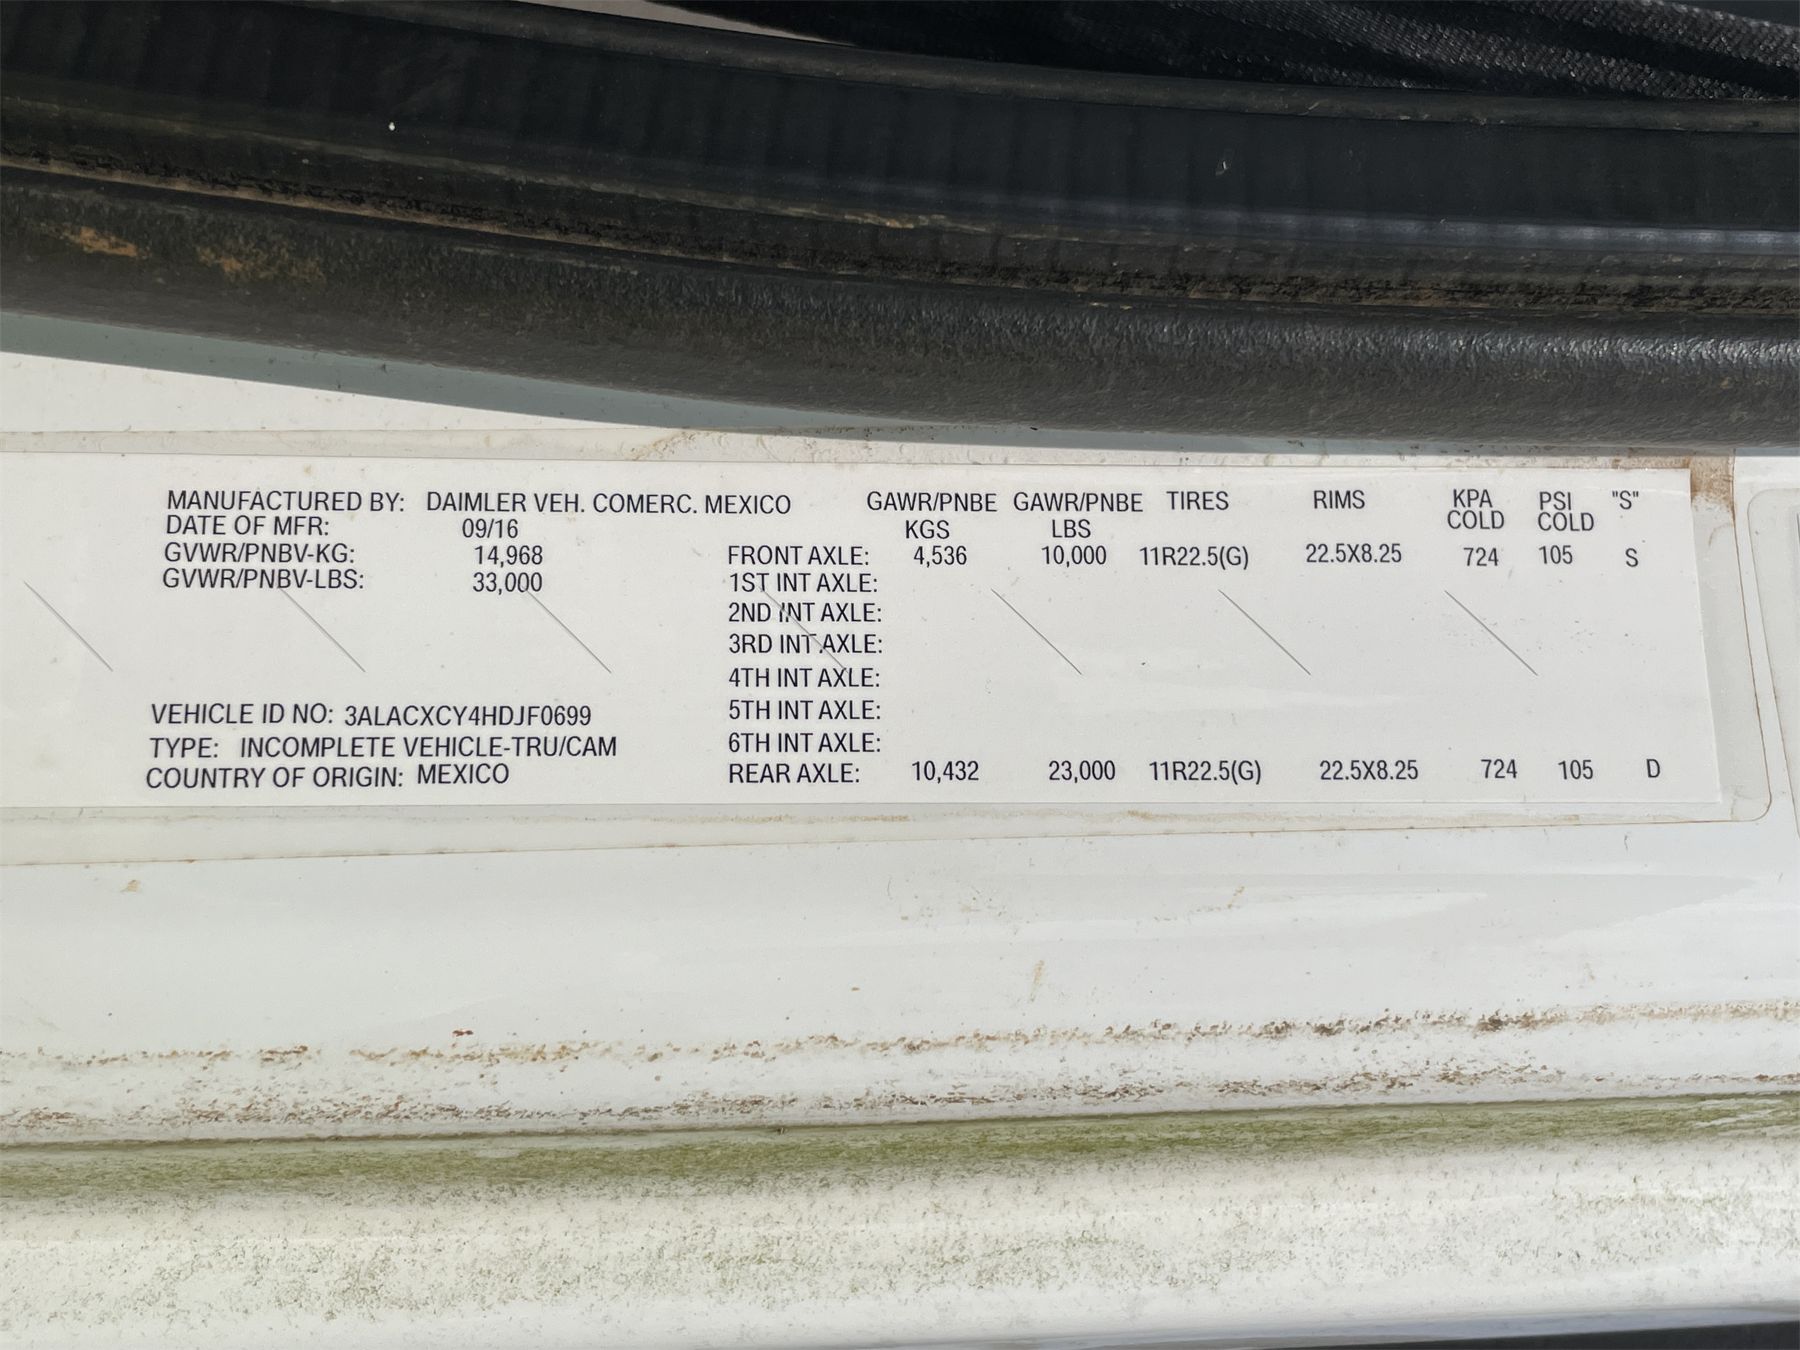 MANUFACTURED BY: DAIMLER VEH. COMERC. MEXICO
DATE OF MFR: 09/16
GVWR/PNBV-KG: 14,968
GVWR/PNBV-LBS: 33,000
VEHICLE ID NO: 3ALACXCY4HDJF0699
TYPE: INCOMPLETE VEHICLE-TRU/CAM
COUNTRY OF ORIGIN: MEXICO
GAWR/PNBE GAWR/PNBE TIRES RIMS KPA PSI "S"
KGS LBS COLD COLD
FRONT AXLE: 4,536 10,000 11R22.5(G) 22.5X8.25 724 105 S
1ST INT AXLE:
2ND INT AXLE:
3RD INT AXLE:
4TH INT AXLE:
5TH INT AXLE:
6TH INT AXLE:
REAR AXLE: 10,432 23,000 11R22.5(G) 22.5X8.25 724 105 D